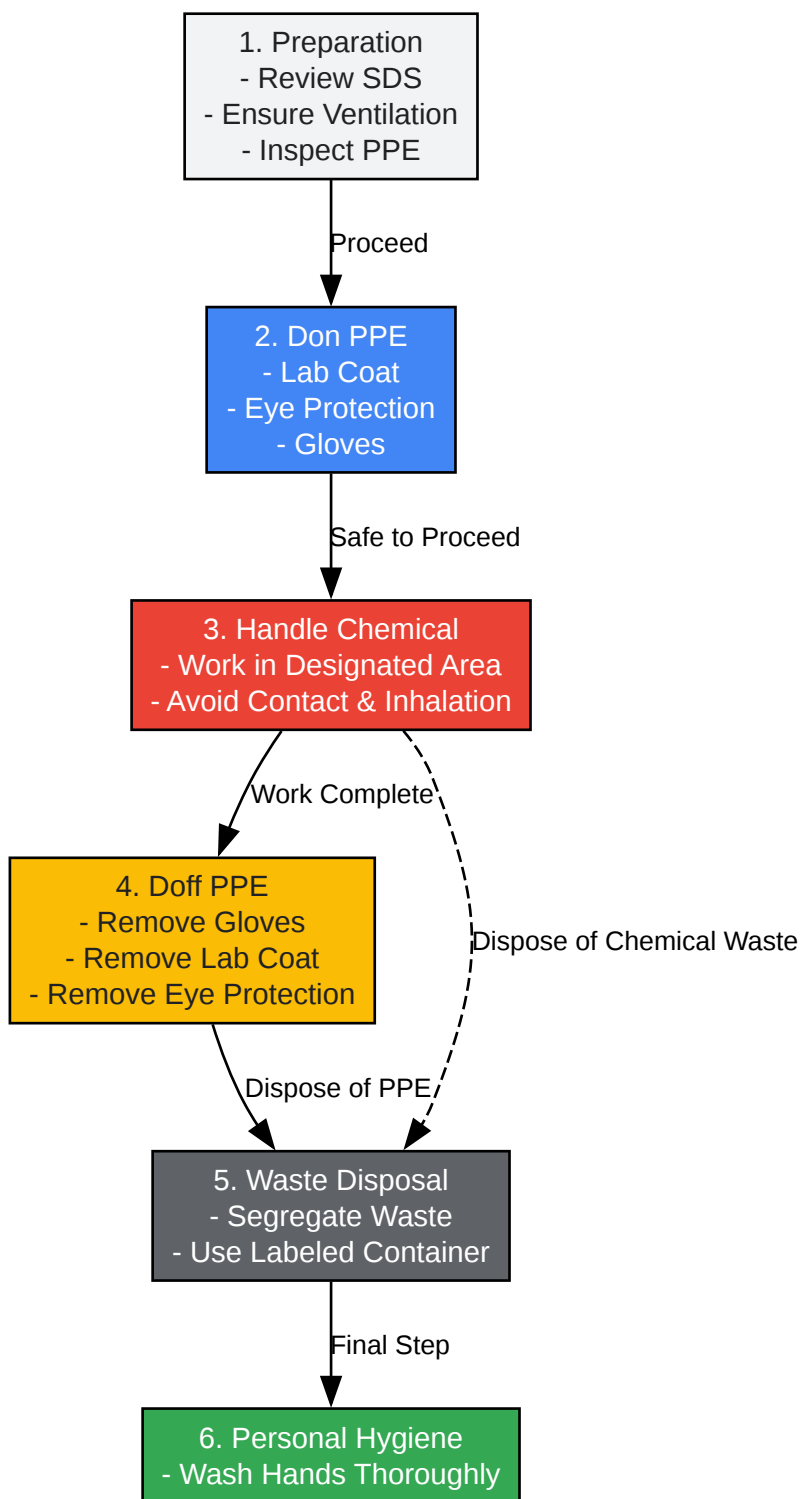 1. Preparation
- Review SDS
- Ensure Ventilation
- Inspect PPE
Proceed
2. Don PPE
- Lab Coat
- Eye Protection
- Gloves
Safe to Proceed
3. Handle Chemical
- Work in Designated Area
- Avoid Contact & Inhalation
Work Complete
4. Doff PPE
- Remove Gloves
- Remove Lab Coat
- Remove Eye Protection
Dispose of Chemical Waste
Dispose of PPE
5. Waste Disposal
- Segregate Waste
- Use Labeled Container
Final Step
6. Personal Hygiene
- Wash Hands Thoroughly